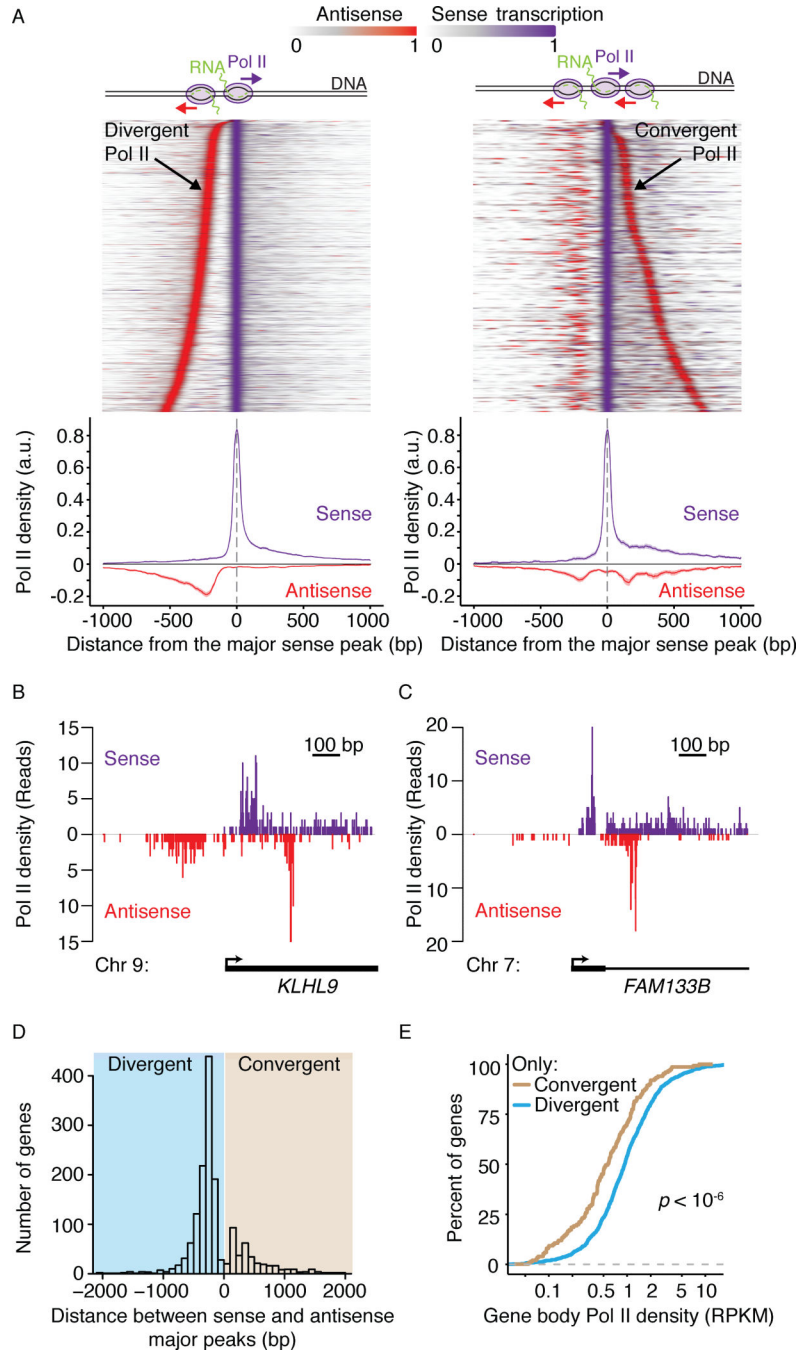 A
Antisense
Sense transcription
0 1 0 1
RNA Pol II
DNA
Divergent
Pol II
Pol II
RNA
DNA
Convergent
Pol II
Pol II density (a.u.)
0.8
0.6
0.4
0.2
0
-0.2
Sense
Antisense
-1000 -500 0 500 1000
Distance from the major sense peak (bp)
Pol II density (a.u.)
0.8
0.6
0.4
0.2
0
-0.2
Sense
Antisense
-1000 -500 0 500 1000
Distance from the major sense peak (bp)
B
Pol II density (Reads)
15
10
5
0
5
10
15
Sense
100 bp
Antisense
Chr 9:
KLHL9
C
Pol II density (Reads)
20
10
0
10
20
Sense
100 bp
Antisense
Chr 7:
FAM133B
D
Number of genes
400
300
200
100
0
Divergent Convergent
-2000 -1000 0 1000 2000
Distance between sense and antisense
major peaks (bp)
E
Percent of genes
100
75
50
25
0
Only:
Convergent
Divergent
p < 10-6
0.1 0.5 1 2 5 10
Gene body Pol II density (RPKM)